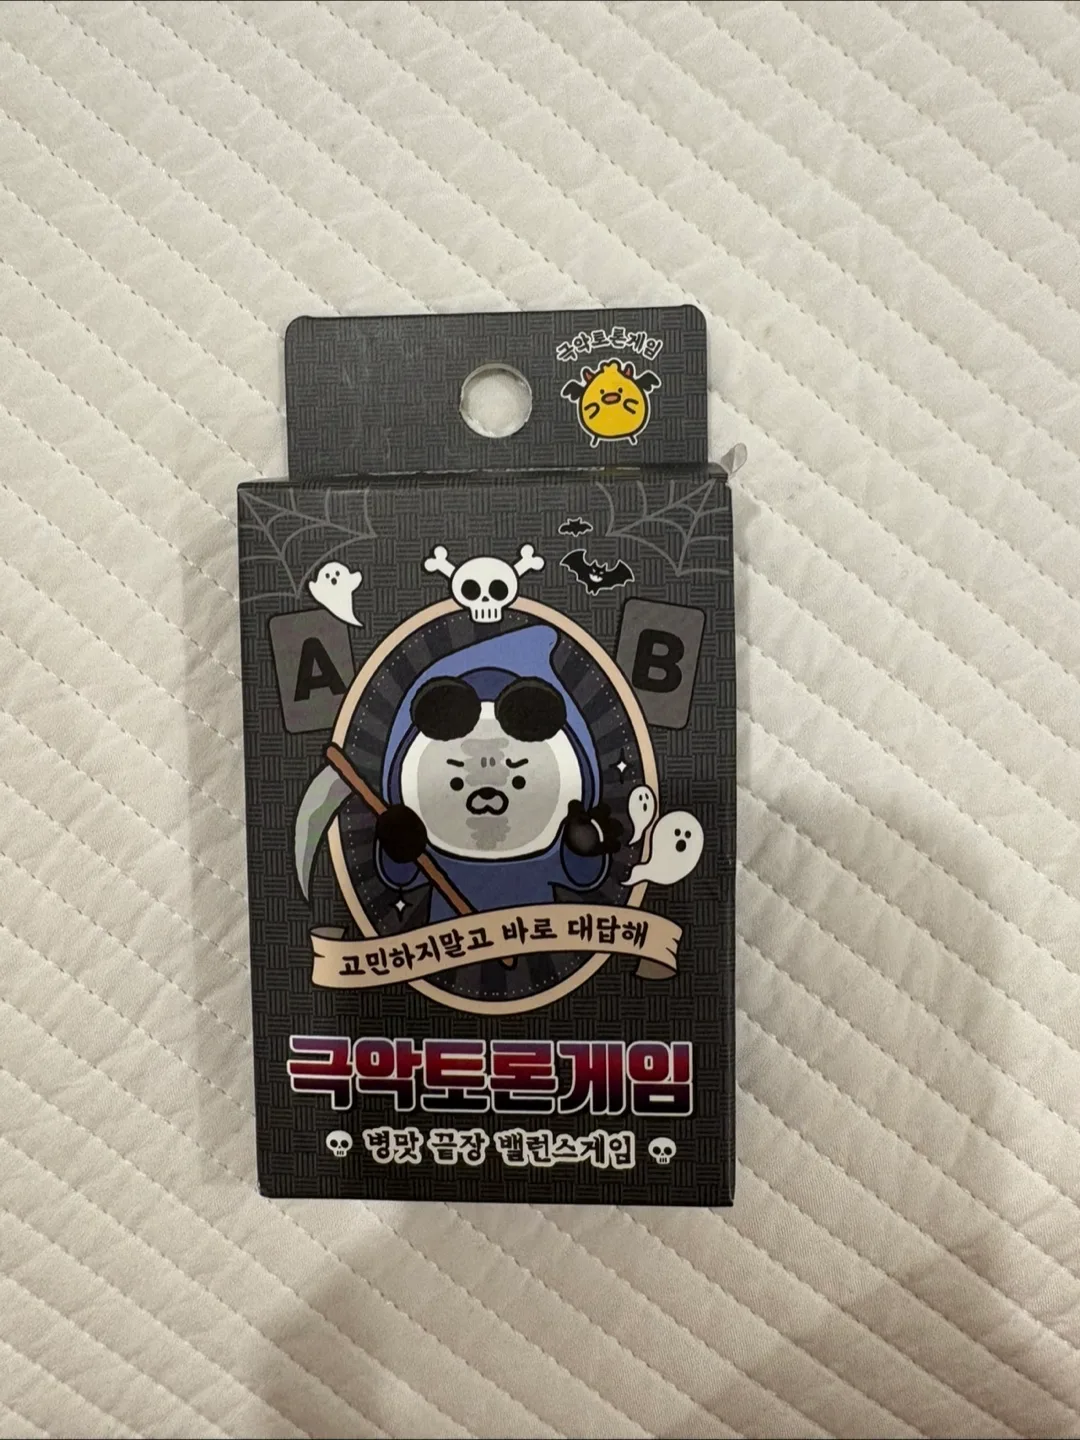 극악토론게임
A
B
고민하지말고 바로 대답해
극악토론게임
병맛 끔장 밸런스게임